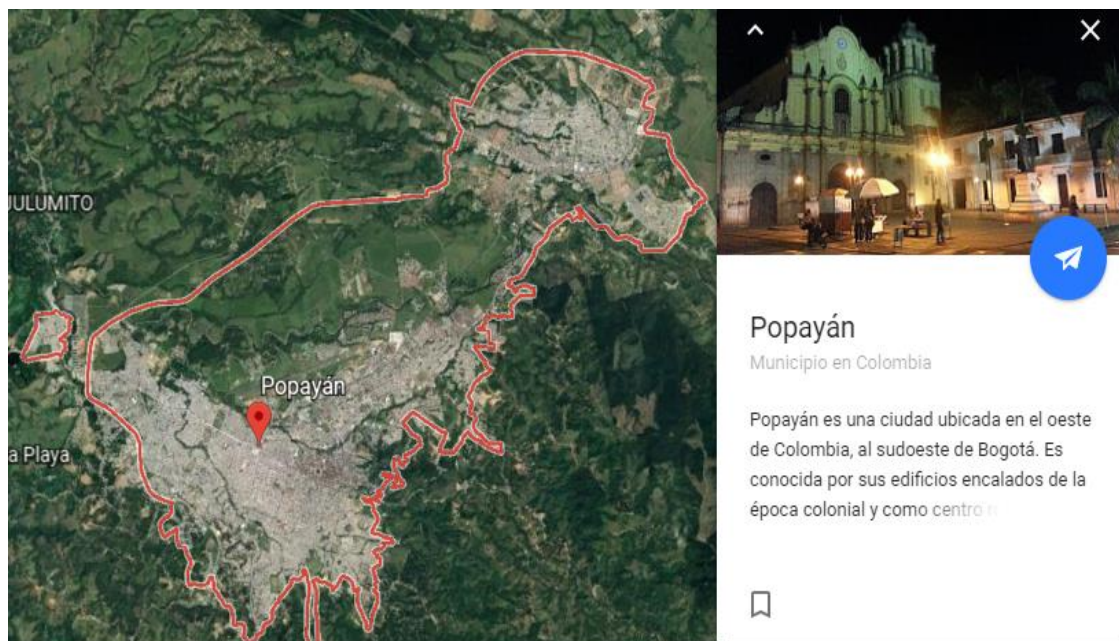 JULUMITO
Popayán
a Playa
Popayán
Municipio en Colombia
Popayán es una ciudad ubicada en el oeste
de Colombia, al sudoeste de Bogotá. Es
conocida por sus edificios encalados de la
época colonial y como centro